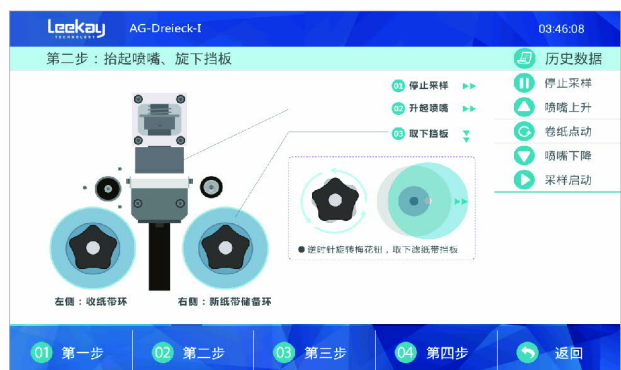 Leekay
TECHNOLOGY
AG-Dreieck-I
03:46:08
第二步：抬起喷嘴、旋下挡板
历史数据
01 停止采样
02 升起喷嘴
03 取下挡板
停止采样
喷嘴上升
卷纸点动
喷嘴下降
采样启动
逆时针旋转梅花钮，取下滤纸带挡板
左侧：收纸带环
右侧：新纸带储备环
01 第一步
02 第二步
03 第三步
04 第四步
返回